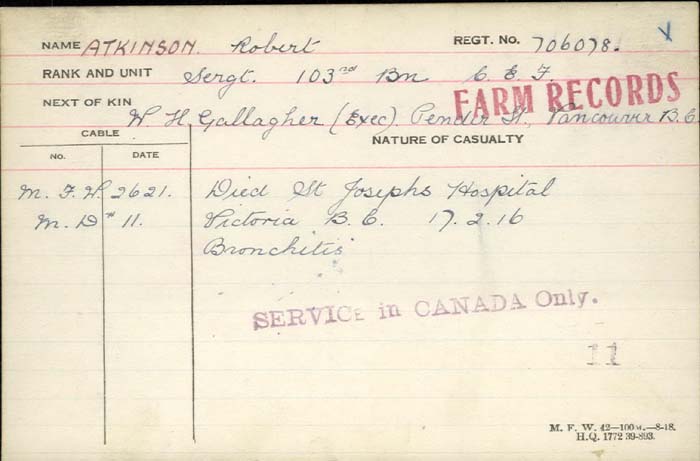 NAME ATKINSON. Robert REGT. No. 706078.
RANK AND UNIT Sergt. 103rd Bn C. E. F.
FARM RECORDS
NEXT OF KIN W. H. Gallagher (Exec). Pender St., Vancouver B.C.
CABLE NATURE OF CASUALTY
NO. DATE
M. F. W. 2621. Died St Josephs Hospital
M. D " 11. Victoria B. C. 17. 2. 16
Bronchitis
SERVICE in CANADA Only.
11
M. F. W. 42—100M.—8-18.
H.Q. 1772 39-893.